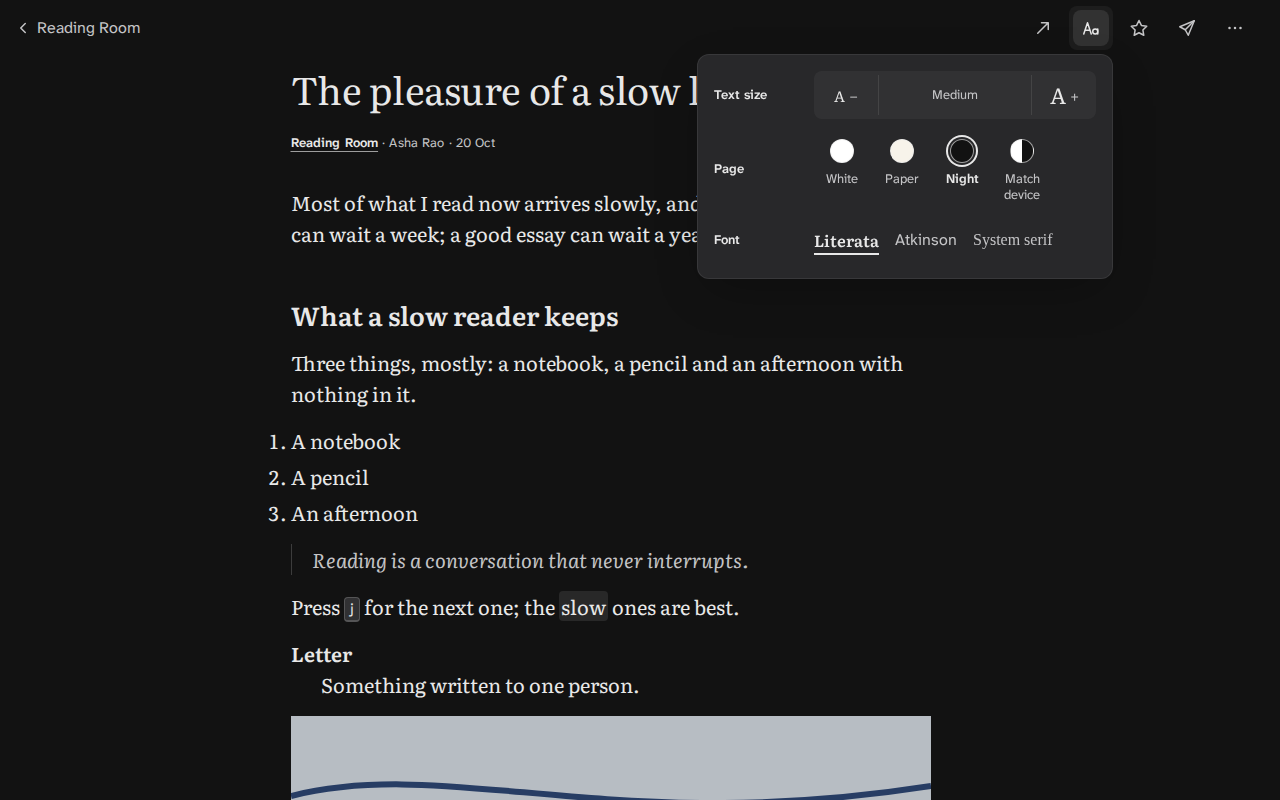 Reading Room
Aa
The pleasure of a slow
Reading Room · Asha Rao · 20 Oct
Text size
A − Medium A +
Page
White Paper Night Match device
Font
Literata Atkinson System serif
Most of what I read now arrives slowly, and
can wait a week; a good essay can wait a
What a slow reader keeps
Three things, mostly: a notebook, a pencil and an afternoon with
nothing in it.
1. A notebook
2. A pencil
3. An afternoon
Reading is a conversation that never interrupts.
Press j for the next one; the slow ones are best.
Letter
Something written to one person.